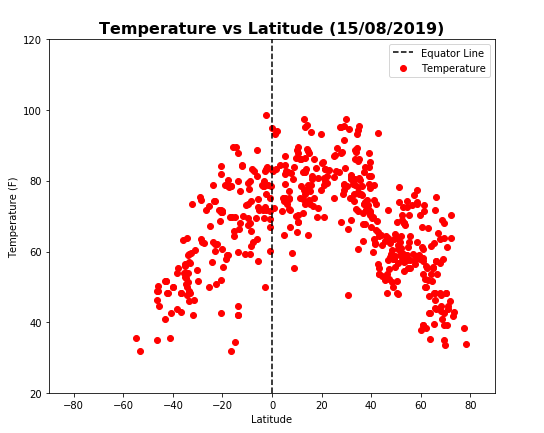 Temperature vs Latitude (15/08/2019)
120
100
80
60
40
20
Temperature (F)
Equator Line
Temperature
−80 −60 −40 −20 0 20 40 60 80
Latitude